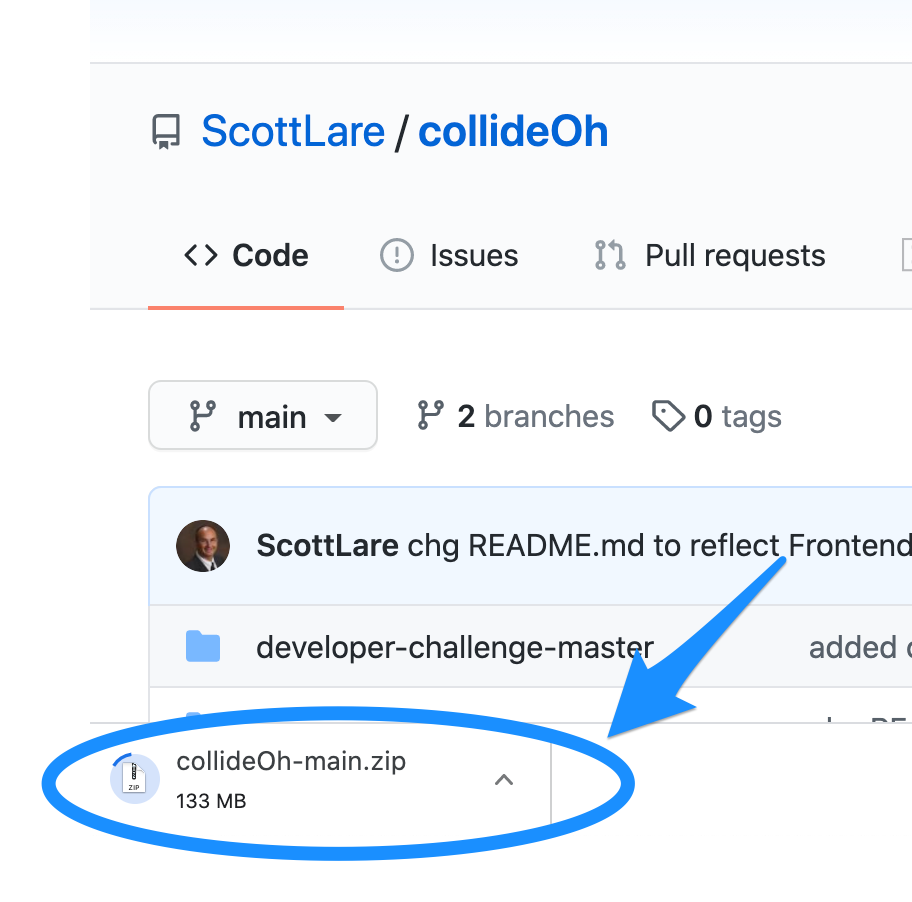 ScottLare / collideOh
Code Issues Pull requests
main 2 branches 0 tags
ScottLare chg README.md to reflect Frontend
developer-challenge-master added
collideOh-main.zip
ZIP
133 MB